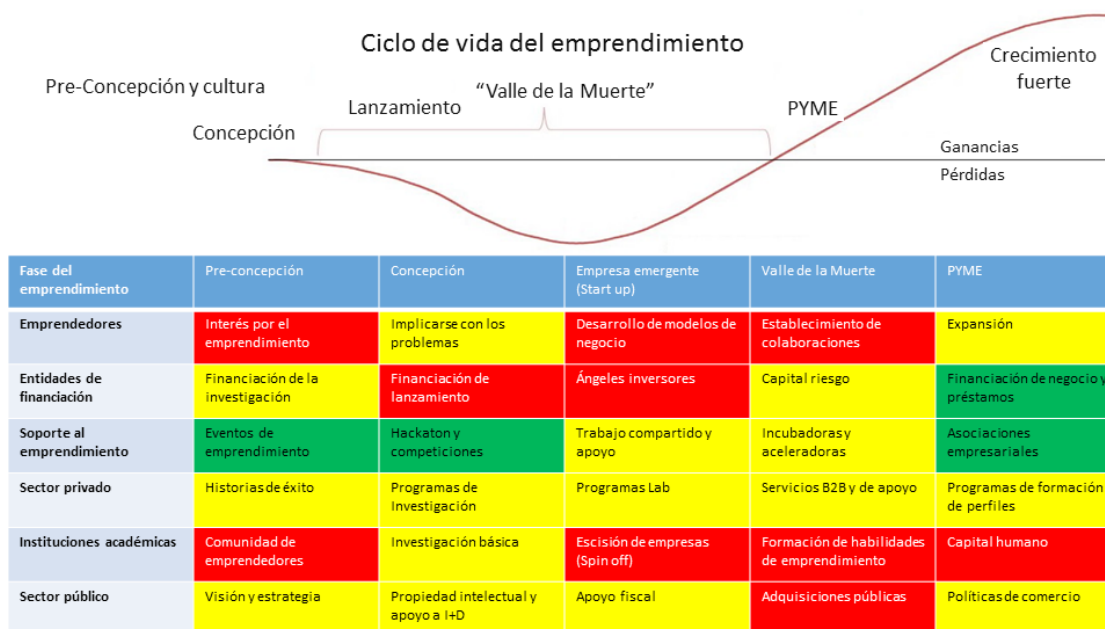 Ciclo de vida del emprendimiento
Crecimiento
fuerte
Pre-Concepción y cultura
"Valle de la Muerte"
Lanzamiento
PYME
Concepción
Ganancias
Pérdidas
Fase del
emprendimiento
Pre-concepción
Concepción
Empresa emergente
(Start up)
Valle de la Muerte
PYME
Emprendedores
Interés por el
emprendimiento
Implicarse con los
problemas
Desarrollo de modelos de
negocio
Establecimiento de
colaboraciones
Expansión
Entidades de
financiación
Financiación de la
investigación
Financiación de
lanzamiento
Ángeles inversores
Capital riesgo
Financiación de negocio y
préstamos
Soporte al
emprendimiento
Eventos de
emprendimiento
Hackaton y
competiciones
Trabajo compartido y
apoyo
Incubadoras y
aceleradoras
Asociaciones
empresariales
Sector privado
Historias de éxito
Programas de
Investigación
Programas Lab
Servicios B2B y de apoyo
Programas de formación
de perfiles
Instituciones académicas
Comunidad de
emprendedores
Investigación básica
Escisión de empresas
(Spin off)
Formación de habilidades
de emprendimiento
Capital humano
Sector público
Visión y estrategia
Propiedad intelectual y
apoyo a I+D
Apoyo fiscal
Adquisiciones públicas
Políticas de comercio